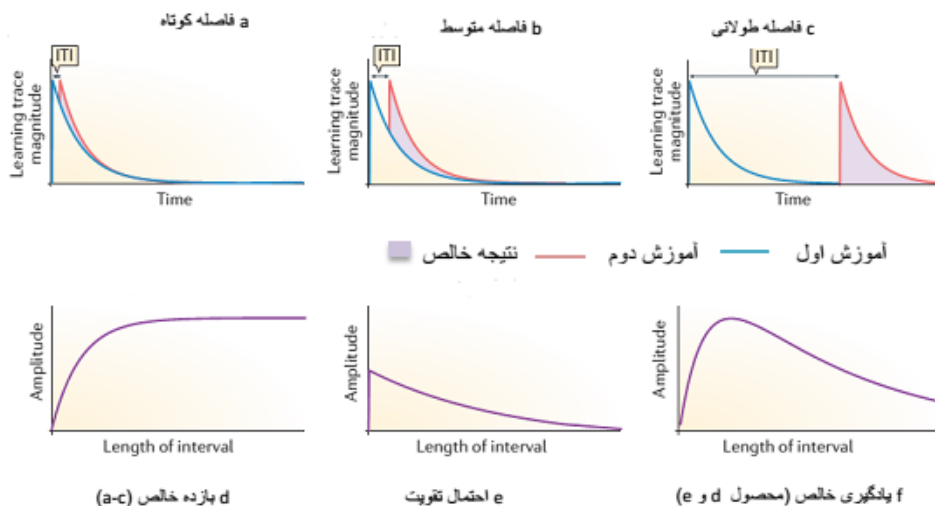 a فاصله کوتاه
b فاصله متوسط
c فاصله طولانی
ITI
ITI
ITI
Learning trace
magnitude
Time
Learning trace
magnitude
Time
Learning trace
magnitude
Time
آموزش اول
آموزش دوم
نتیجه خالص
Amplitude
Length of interval
Amplitude
Length of interval
Amplitude
Length of interval
d بازده خالص (a-c)
e احتمال تقویت
f یادگیری خالص (محصول d و e)